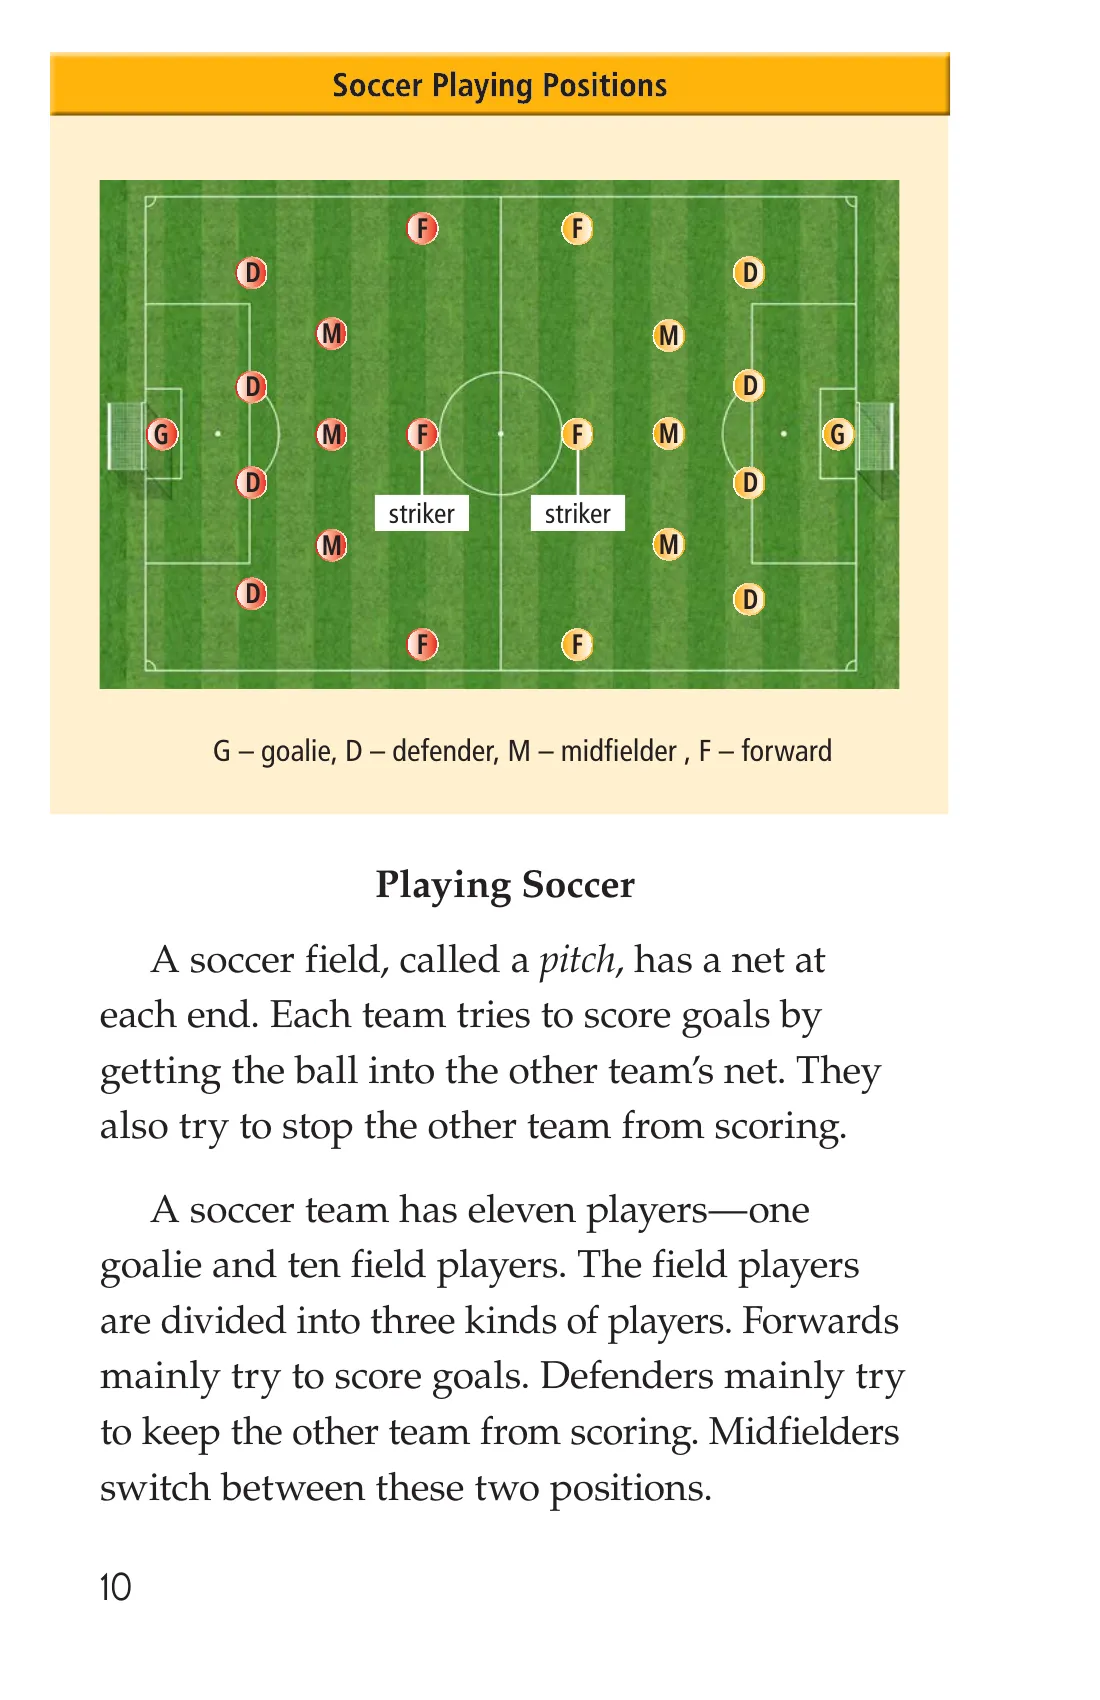 Soccer Playing Positions
F F
D D
M M
D D
G M F F M G
D D
striker striker
M M
D D
F F
G – goalie, D – defender, M – midfielder , F – forward
Playing Soccer
A soccer field, called a pitch, has a net at
each end. Each team tries to score goals by
getting the ball into the other team’s net. They
also try to stop the other team from scoring.
A soccer team has eleven players—one
goalie and ten field players. The field players
are divided into three kinds of players. Forwards
mainly try to score goals. Defenders mainly try
to keep the other team from scoring. Midfielders
switch between these two positions.
10